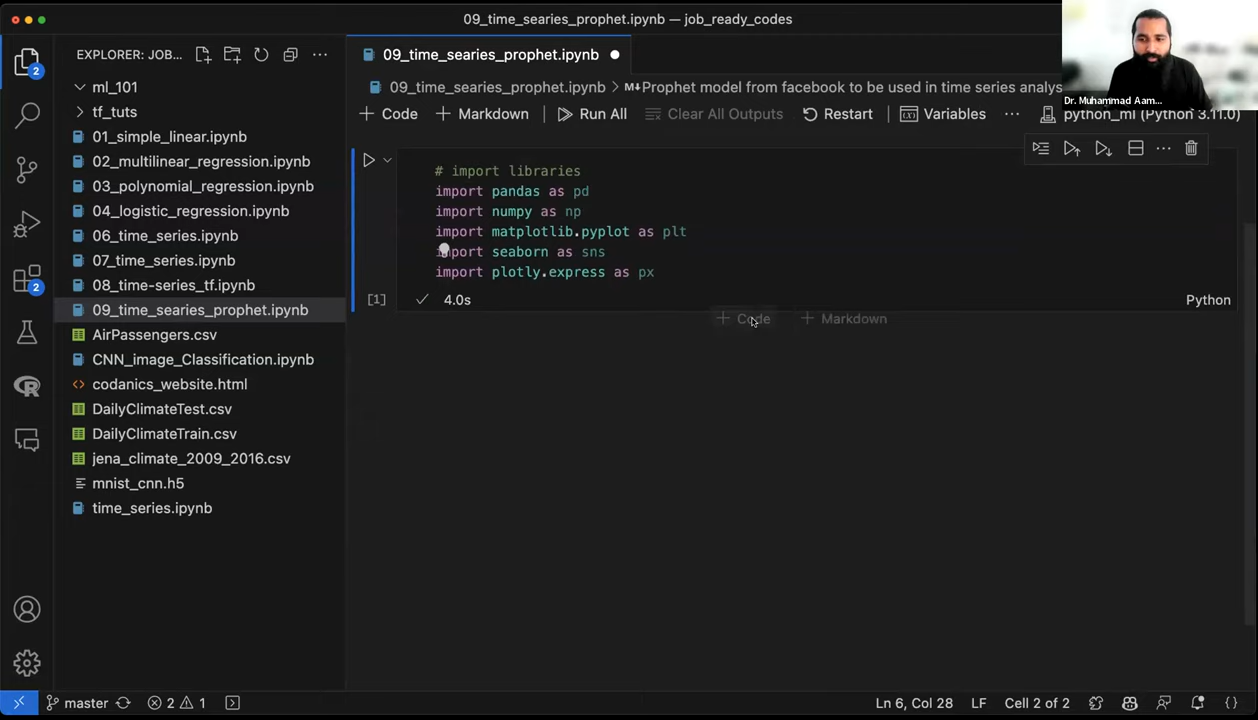 09_time_searies_prophet.ipynb — job_ready_codes
EXPLORER: JOB...
2
ml_101
tf_tuts
01_simple_linear.ipynb
02_multilinear_regression.ipynb
03_polynomial_regression.ipynb
04_logistic_regression.ipynb
06_time_series.ipynb
07_time_series.ipynb
08_time-series_tf.ipynb
2
09_time_searies_prophet.ipynb
AirPassengers.csv
CNN_image_Classification.ipynb
codanics_website.html
DailyClimateTest.csv
DailyClimateTrain.csv
jena_climate_2009_2016.csv
mnist_cnn.h5
time_series.ipynb
09_time_searies_prophet.ipynb
09_time_searies_prophet.ipynb > M↓Prophet model from facebook to be used in time series analys
+ Code + Markdown Run All Clear All Outputs Restart Variables ... python_ml (Python 3.11.0)
# import libraries
import pandas as pd
import numpy as np
import matplotlib.pyplot as plt
import seaborn as sns
import plotly.express as px
[1] 4.0s Python
+ Code + Markdown
Dr. Muhammad Aam...
master 2 1 Ln 6, Col 28 LF Cell 2 of 2